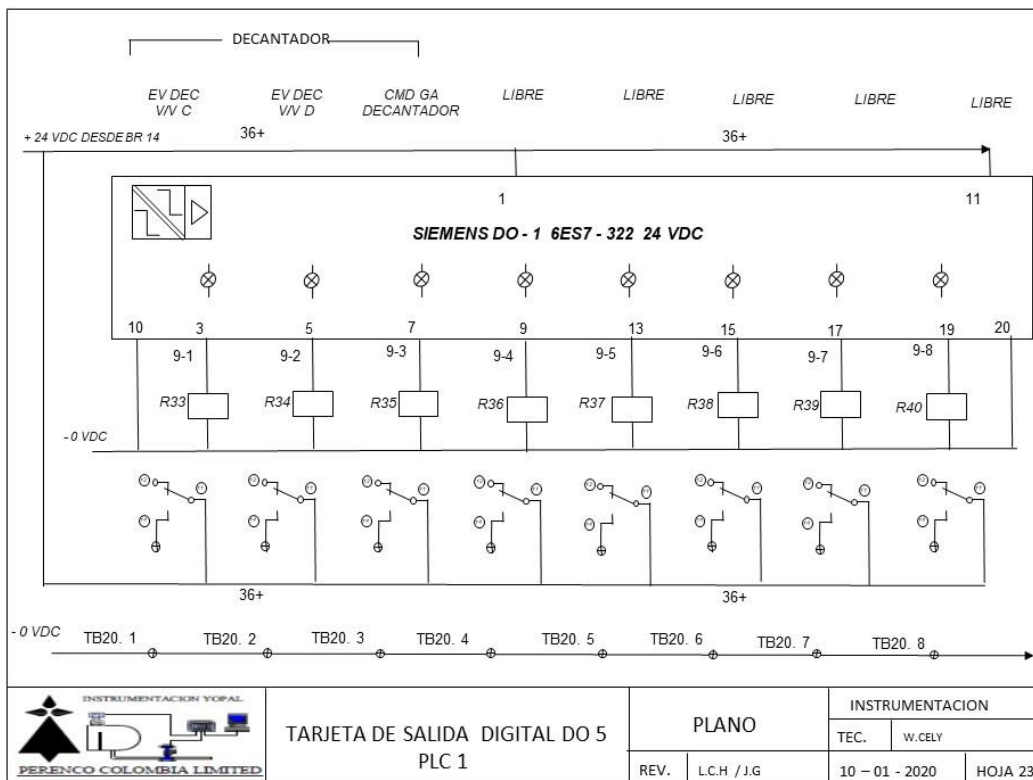 DECANTADOR
EV DEC V/V C
EV DEC V/V D
CMD GA DECANTADOR
LIBRE
LIBRE
LIBRE
LIBRE
LIBRE
+ 24 VDC DESDE BR 14
36+
36+
1
11
SIEMENS DO - 1 6ES7 - 322 24 VDC
10
3
5
7
9
13
15
17
19
20
9-1
9-2
9-3
9-4
9-5
9-6
9-7
9-8
R33
R34
R35
R36
R37
R38
R39
R40
- 0 VDC
36+
36+
- 0 VDC
TB20. 1
TB20. 2
TB20. 3
TB20. 4
TB20. 5
TB20. 6
TB20. 7
TB20. 8
INSTRUMENTACION YOPAL
PERENCO COLOMBIA LIMITED
TARJETA DE SALIDA DIGITAL DO 5
PLC 1
PLANO
REV.
L.C.H / J.G
INSTRUMENTACION
TEC.
W.CELY
10 – 01 - 2020
HOJA 23